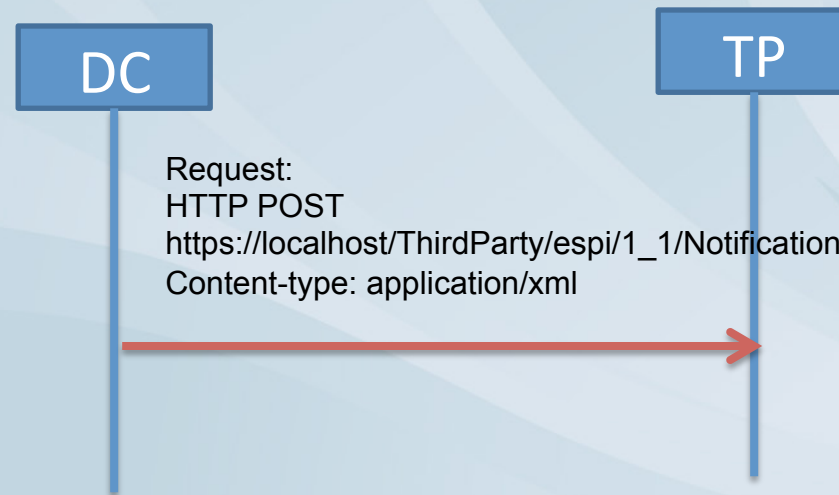 DC
TP
Request:
HTTP POST
https://localhost/ThirdParty/espi/1_1/Notification
Content-type: application/xml